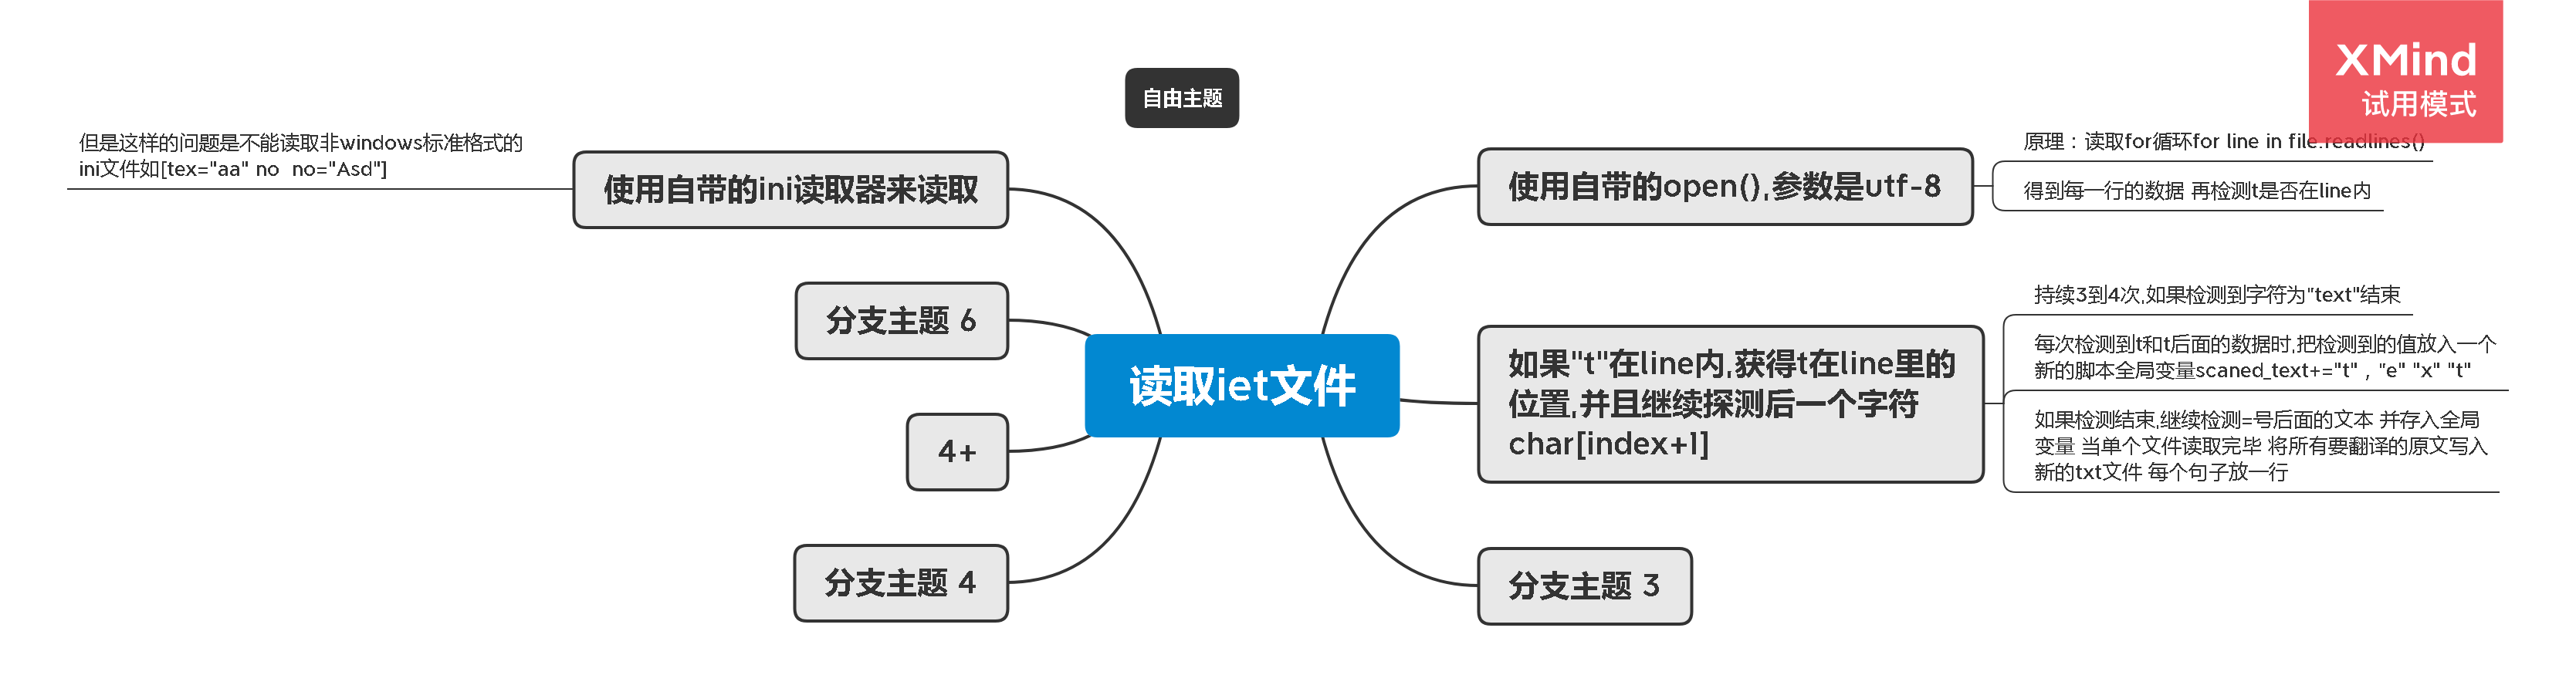 XMind
试用模式
自由主题
但是这样的问题是不能读取非windows标准格式的
ini文件如[tex="aa" no  no="Asd"]
使用自带的ini读取器来读取
分支主题 6
4+
分支主题 4
读取iet文件
使用自带的open(),参数是utf-8
原理：读取for循环for line in file.readlines()
得到每一行的数据 再检测t是否在line内
如果"t"在line内,获得t在line里的
位置,并且继续探测后一个字符
char[index+1]
持续3到4次,如果检测到字符为"text"结束
每次检测到t和t后面的数据时,把检测到的值放入一个
新的脚本全局变量scaned_text+="t" , "e" "x" "t"
如果检测结束,继续检测=号后面的文本 并存入全局
变量 当单个文件读取完毕 将所有要翻译的原文写入
新的txt文件 每个句子放一行
分支主题 3